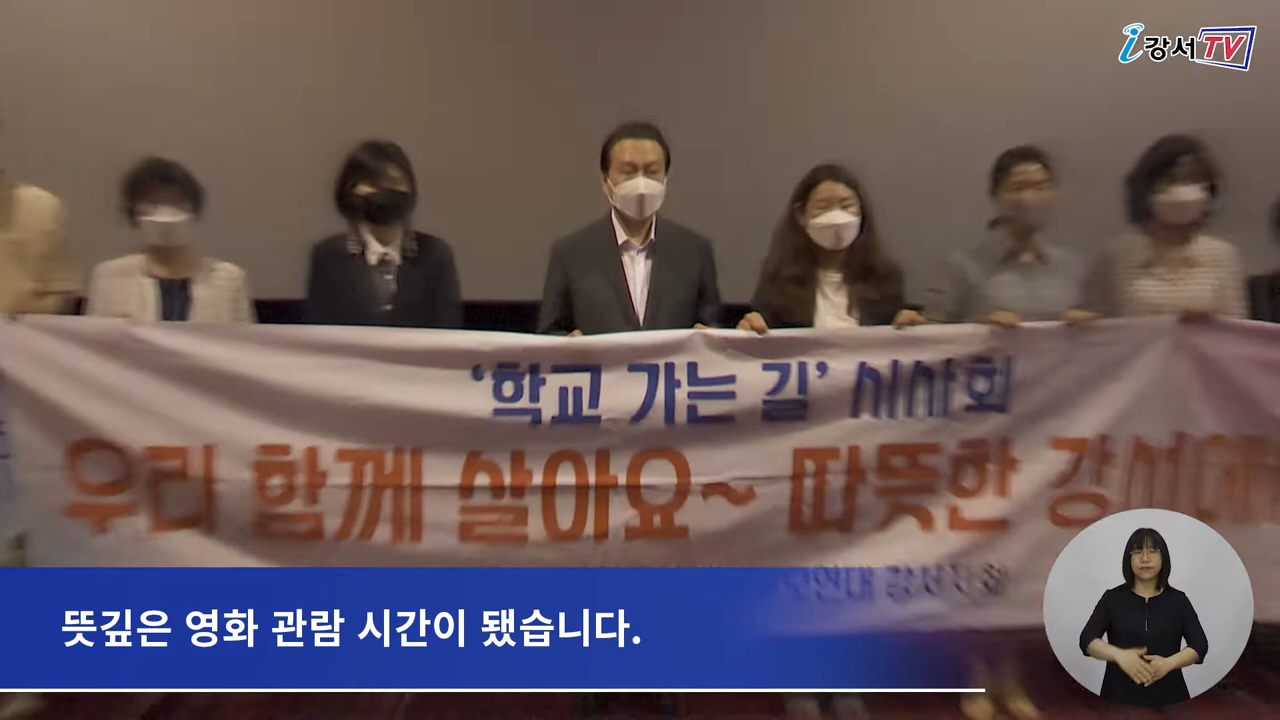 i강서TV
‘학교 가는 길’ 시사회
우리 함께 살아요~ 따뜻한 강서에
뜻깊은 영화 관람 시간이 됐습니다.